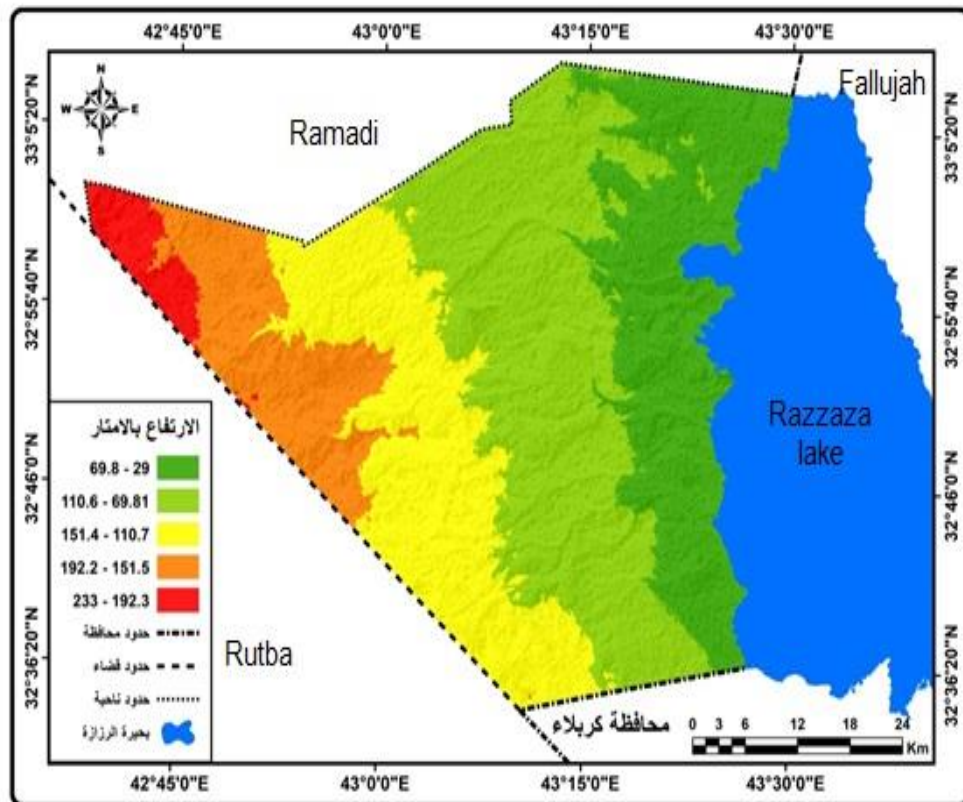 42°45'0"E 43°0'0"E 43°15'0"E 43°30'0"E
N
W E
S
Fallujah
33°5'20"N
33°5'20"N
Ramadi
32°55'40"N
32°55'40"N
الارتفاع بالامتار
69.8 - 29
110.6 - 69.81
151.4 - 110.7
192.2 - 151.5
233 - 192.3
حدود محافظة
حدود قضاء
حدود ناحية
بحيرة الرزازة
Razzaza
lake
32°46'0"N
32°46'0"N
Rutba
32°36'20"N
32°36'20"N
محافظة كربلاء
0 3 6 12 18 24
Km
42°45'0"E 43°0'0"E 43°15'0"E 43°30'0"E